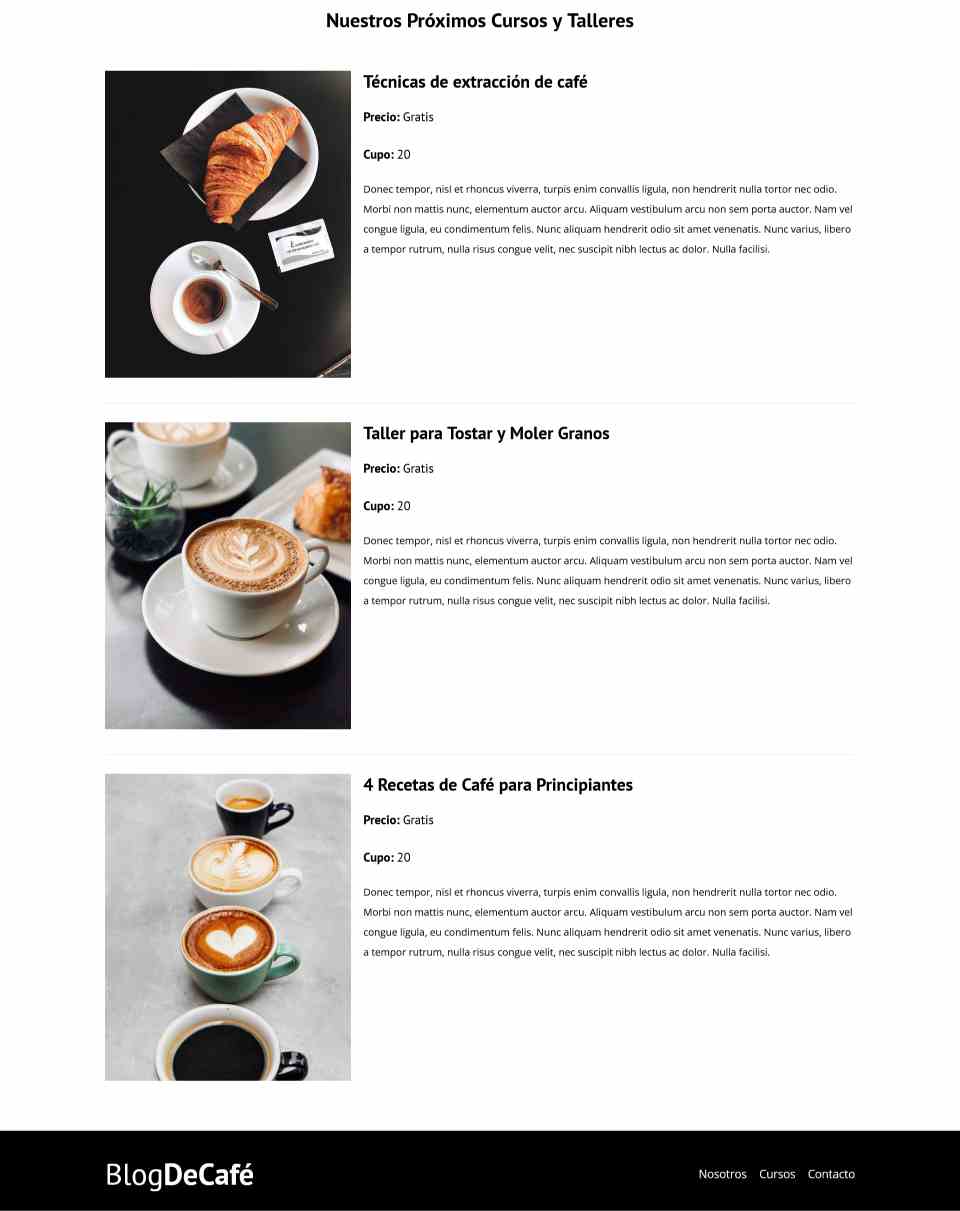 Nuestros Próximos Cursos y Talleres
Técnicas de extracción de café
Precio: Gratis
Cupo: 20
Donec tempor, nisl et rhoncus viverra, turpis enim convallis ligula, non hendrerit nulla tortor nec odio.
Morbi non mattis nunc, elementum auctor arcu. Aliquam vestibulum arcu non sem porta auctor. Nam vel
congue ligula, eu condimentum felis. Nunc aliquam hendrerit odio sit amet venenatis. Nunc varius, libero
a tempor rutrum, nulla risus congue velit, nec suscipit nibh lectus ac dolor. Nulla facilisi.
Taller para Tostar y Moler Granos
Precio: Gratis
Cupo: 20
Donec tempor, nisl et rhoncus viverra, turpis enim convallis ligula, non hendrerit nulla tortor nec odio.
Morbi non mattis nunc, elementum auctor arcu. Aliquam vestibulum arcu non sem porta auctor. Nam vel
congue ligula, eu condimentum felis. Nunc aliquam hendrerit odio sit amet venenatis. Nunc varius, libero
a tempor rutrum, nulla risus congue velit, nec suscipit nibh lectus ac dolor. Nulla facilisi.
4 Recetas de Café para Principiantes
Precio: Gratis
Cupo: 20
Donec tempor, nisl et rhoncus viverra, turpis enim convallis ligula, non hendrerit nulla tortor nec odio.
Morbi non mattis nunc, elementum auctor arcu. Aliquam vestibulum arcu non sem porta auctor. Nam vel
congue ligula, eu condimentum felis. Nunc aliquam hendrerit odio sit amet venenatis. Nunc varius, libero
a tempor rutrum, nulla risus congue velit, nec suscipit nibh lectus ac dolor. Nulla facilisi.
BlogDeCafé
Nosotros Cursos Contacto